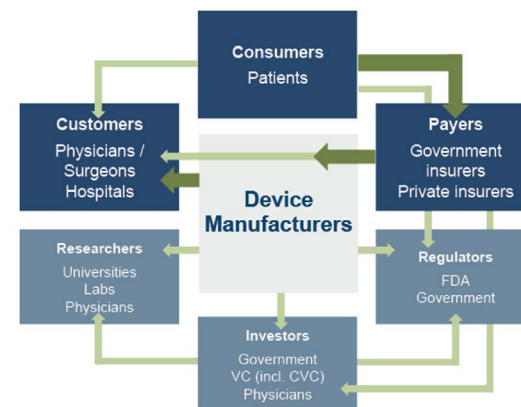 Consumers
Patients
Customers
Physicians /
Surgeons
Hospitals
Payers
Government
insurers
Private insurers
Device
Manufacturers
Researchers
Universities
Labs
Physicians
Regulators
FDA
Government
Investors
Government
VC (incl. CVC)
Physicians